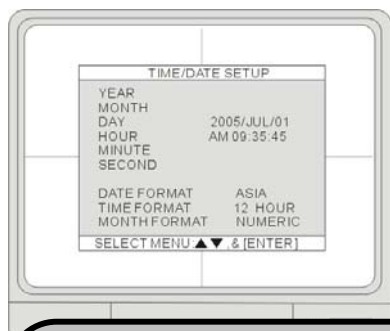 TIME/DATE SETUP
YEAR
MONTH
DAY 2005/JUL/01
HOUR AM 09:35:45
MINUTE
SECOND
DATE FORMAT ASIA
TIME FORMAT 12 HOUR
MONTH FORMAT NUMERIC
SELECT MENU:▲▼,& [ENTER]